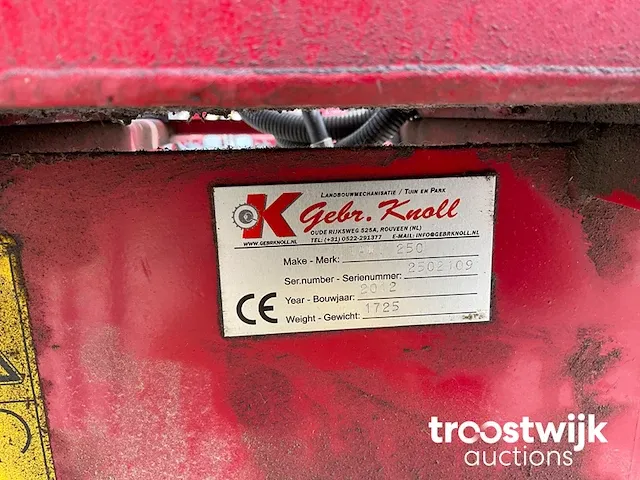 LANDBOUWMECHANISATIE / TUIN EN PARK
K Gebr. Knoll
OUDE RIJKSWEG 525A, ROUVEEN (NL)
WWW.GEBRKNOLL.NL TEL: (+31) 0522-291377 E-MAIL: INFO@GEBRKNOLL.NL
Make - Merk: 250
Ser.number - Serienummer: 2502109
Year - Bouwjaar: 2012
Weight - Gewicht: 1725
CE
troostwijk
auctions